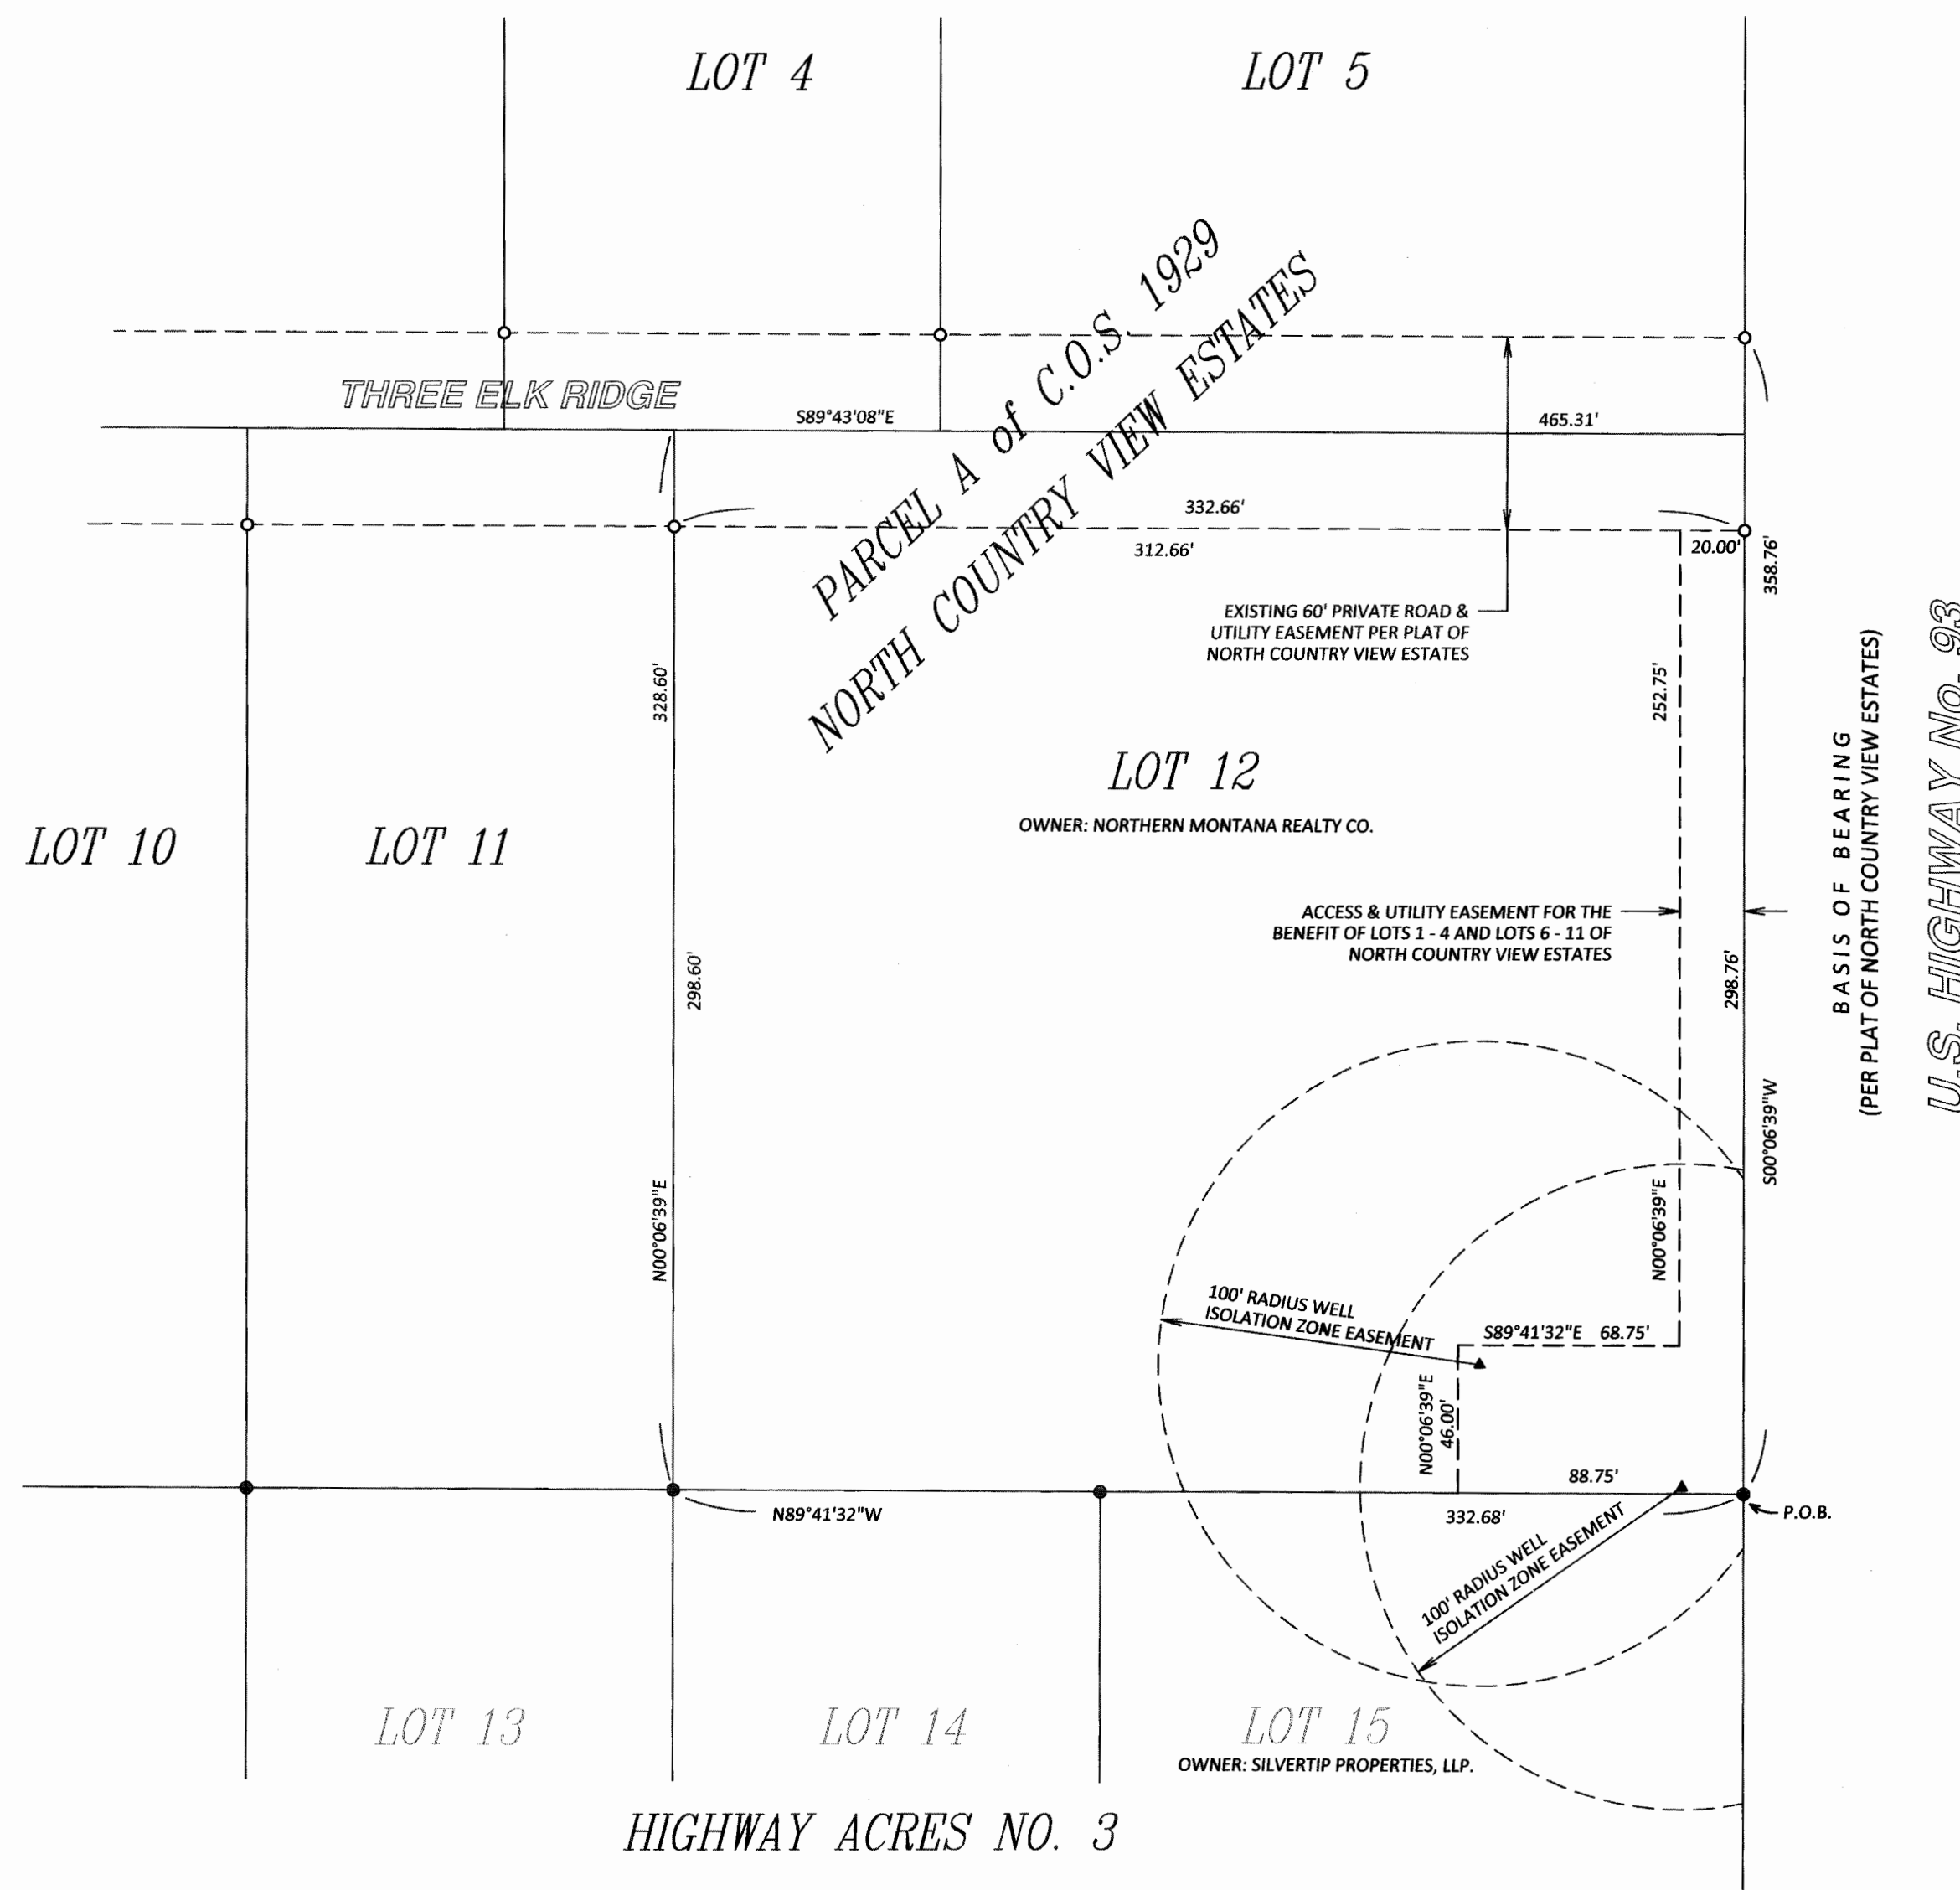 LOT 4
LOT 5
PARCEL A of C.O.S. 1929
NORTH COUNTRY VIEW ESTATES
THREE ELK RIDGE
S89°43'08"E
465.31'
332.66'
312.66'
20.00'
358.76'
EXISTING 60' PRIVATE ROAD &
UTILITY EASEMENT PER PLAT OF
NORTH COUNTRY VIEW ESTATES
328.60'
252.75'
LOT 12
OWNER: NORTHERN MONTANA REALTY CO.
LOT 10
LOT 11
BASIS OF BEARING
(PER PLAT OF NORTH COUNTRY VIEW ESTATES)
U.S. HIGHWAY No. 93
ACCESS & UTILITY EASEMENT FOR THE
BENEFIT OF LOTS 1 - 4 AND LOTS 6 - 11 OF
NORTH COUNTRY VIEW ESTATES
298.60'
298.76'
S00°06'39"W
N00°06'39"E
N00°06'39"E
100' RADIUS WELL
ISOLATION ZONE EASEMENT
S89°41'32"E 68.75'
N00°06'39"E
46.00'
88.75'
N89°41'32"W
332.68'
P.O.B.
100' RADIUS WELL
ISOLATION ZONE EASEMENT
LOT 13
LOT 14
LOT 15
OWNER: SILVERTIP PROPERTIES, LLP.
HIGHWAY ACRES NO. 3